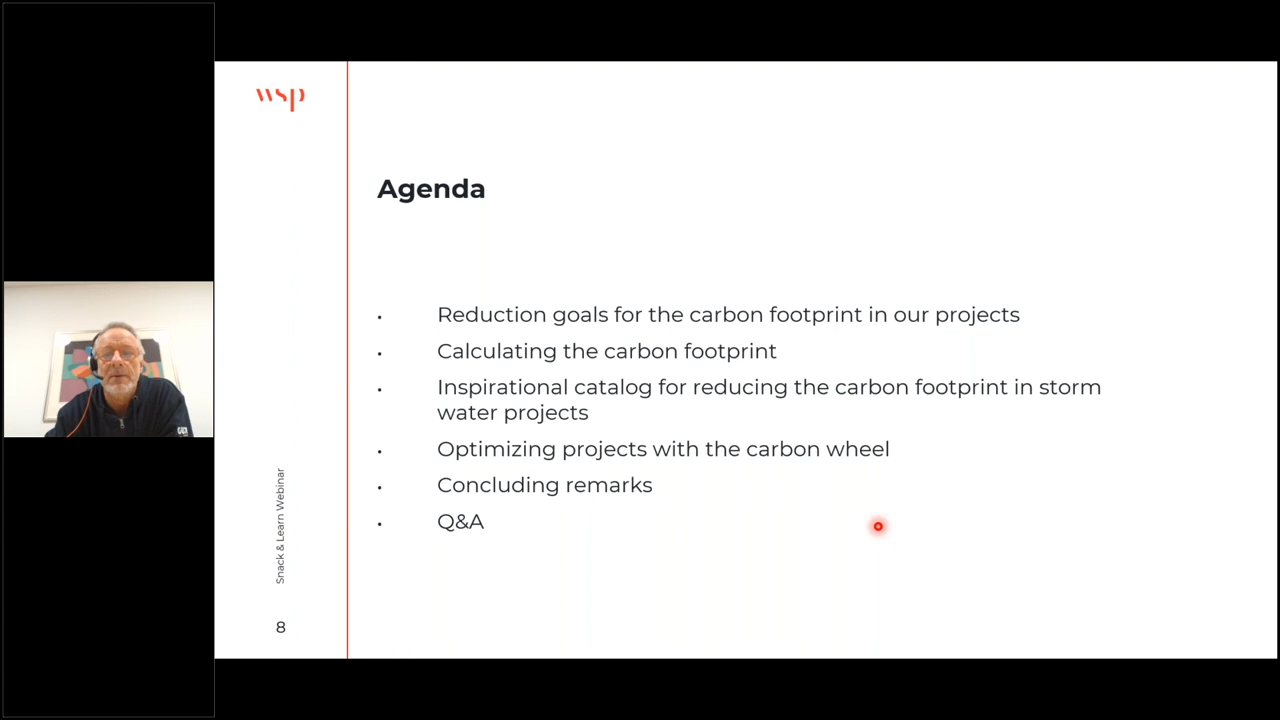 wsp
Agenda
• Reduction goals for the carbon footprint in our projects
• Calculating the carbon footprint
• Inspirational catalog for reducing the carbon footprint in storm
water projects
• Optimizing projects with the carbon wheel
• Concluding remarks
• Q&A
Snack & Learn Webinar
8